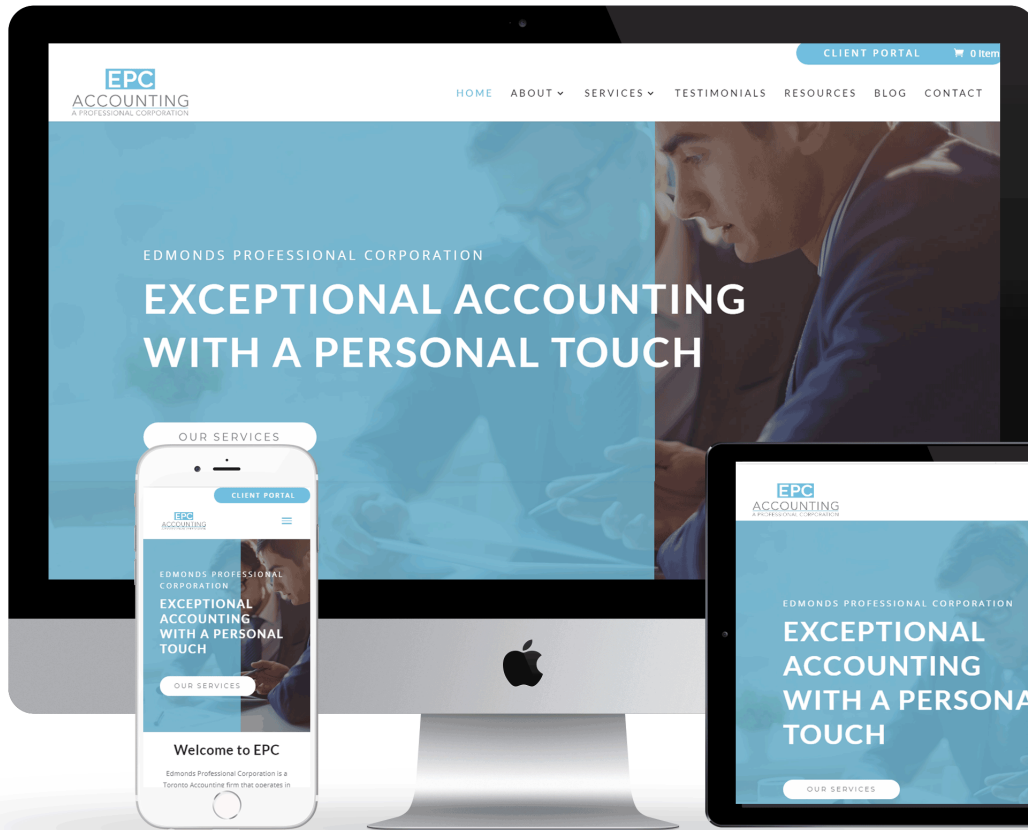 CLIENT PORTAL 0 Item
EPC
ACCOUNTING
A PROFESSIONAL CORPORATION
HOME ABOUT SERVICES TESTIMONIALS RESOURCES BLOG CONTACT
EDMONDS PROFESSIONAL CORPORATION
EXCEPTIONAL ACCOUNTING
WITH A PERSONAL TOUCH
OUR SERVICES
CLIENT PORTAL
EPC
ACCOUNTING
EDMONDS PROFESSIONAL
CORPORATION
EXCEPTIONAL
ACCOUNTING
WITH A PERSONAL
TOUCH
OUR SERVICES
Welcome to EPC
Edmonds Professional Corporation is a
Toronto Accounting firm that operates in
EPC
ACCOUNTING
A PROFESSIONAL CORPORATION
EDMONDS PROFESSIONAL CORPORATION
EXCEPTIONAL
ACCOUNTING
WITH A PERSONA
TOUCH
OUR SERVICES